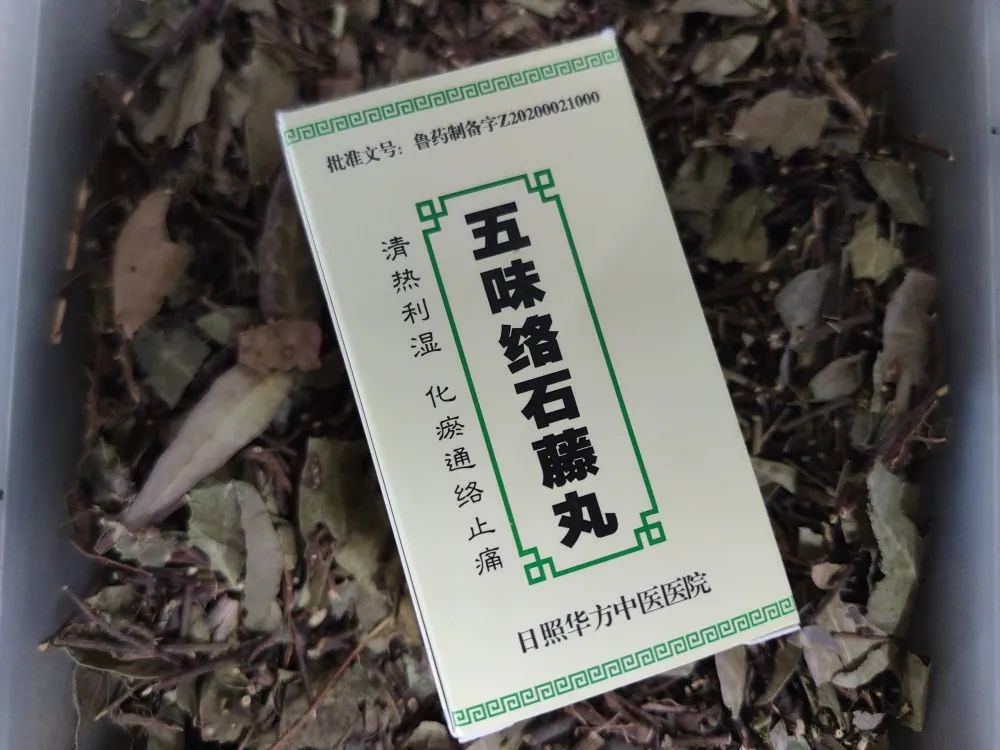 批准文号：鲁药制备字Z20200021000
五味络石藤丸
清热利湿 化瘀通络止痛
日照华方中医医院